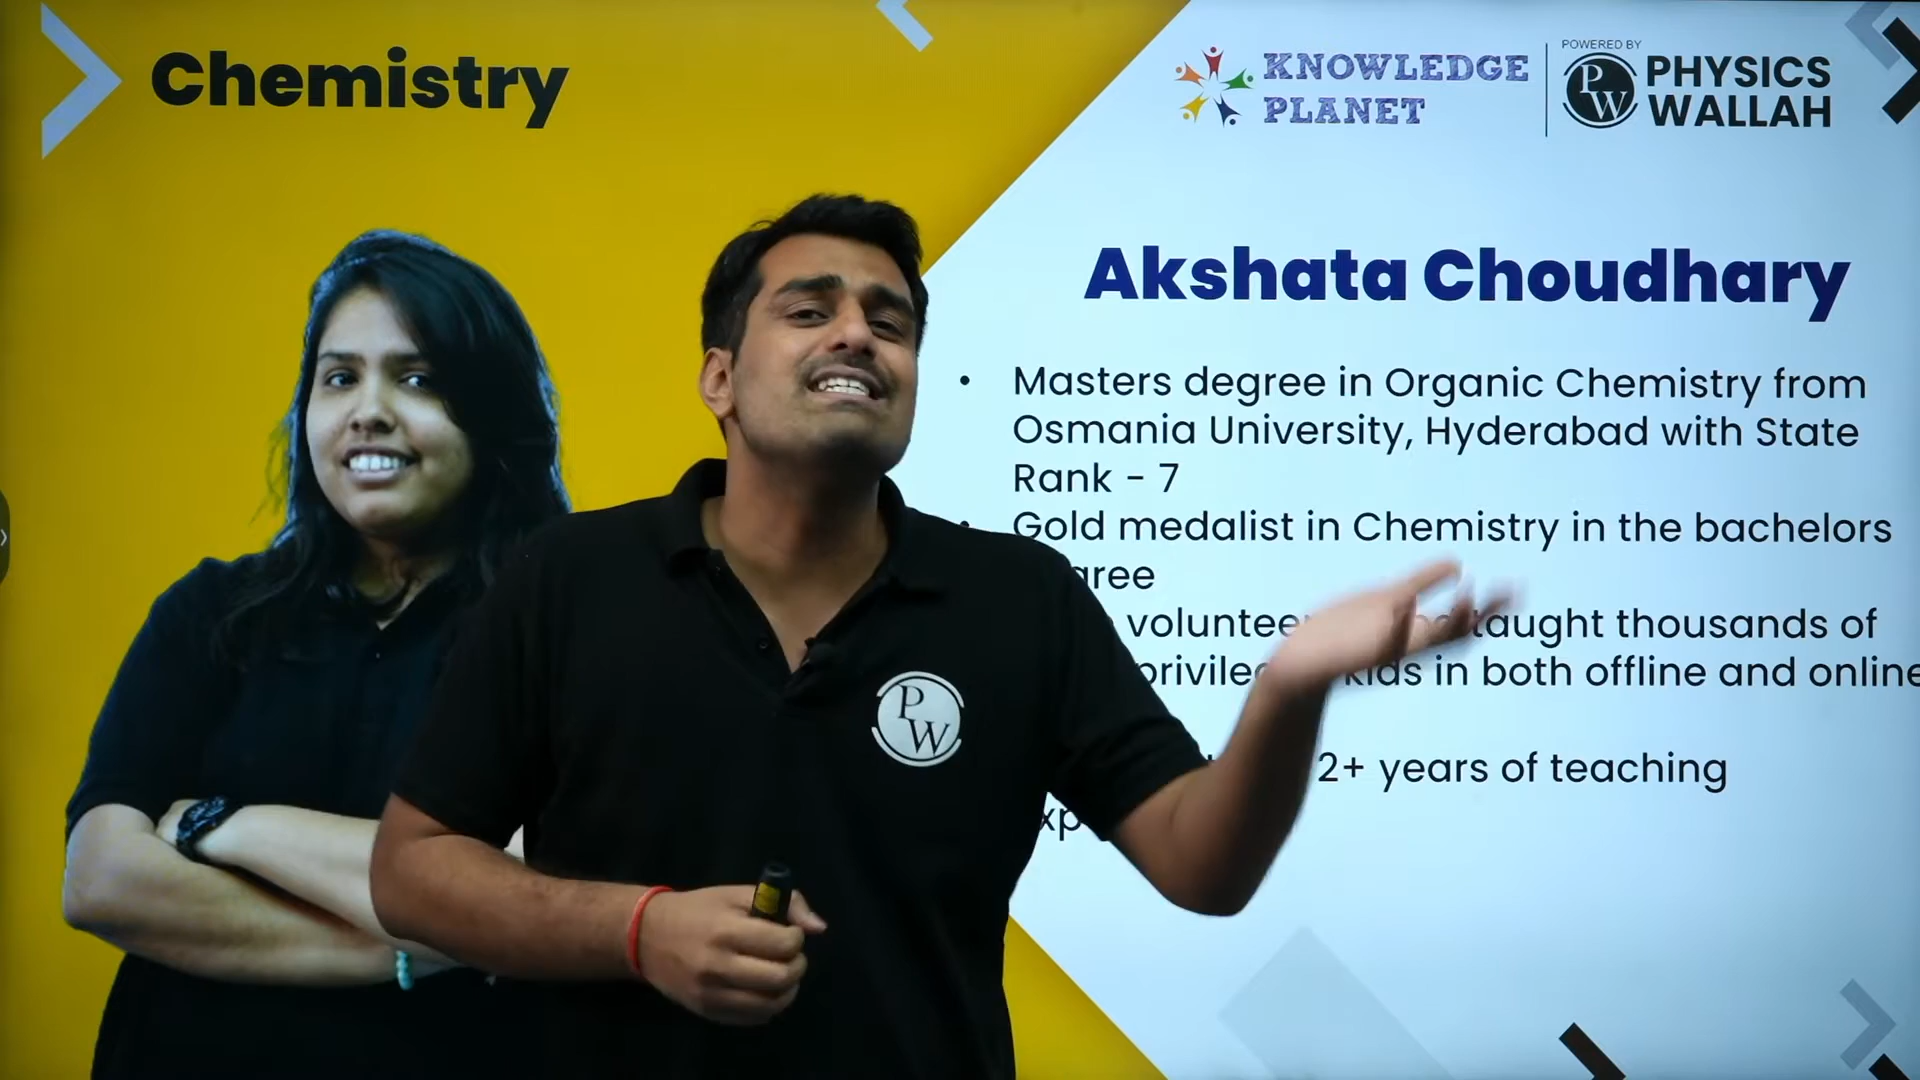 Chemistry
KNOWLEDGE
PLANET
POWERED BY
PW
PHYSICS
WALLAH
Akshata Choudhary
• Masters degree in Organic Chemistry from
Osmania University, Hyderabad with State
Rank - 7
Gold medalist in Chemistry in the bachelors
volunteer taught thousands of
kids in both offline and online
2+ years of teaching
PW